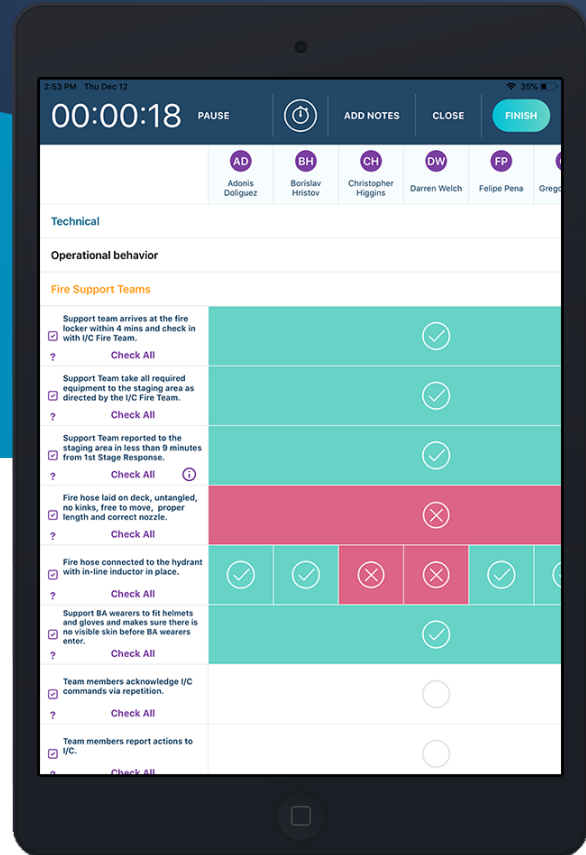 2:53 PM Thu Dec 12
35%
00:00:18 PAUSE ADD NOTES CLOSE FINISH
AD BH CH DW FP
Adonis Doliguez
Borislav Hristov
Christopher Higgins
Darren Welch
Felipe Pena
Technical
Operational behavior
Fire Support Teams
Support team arrives at the fire
locker within 4 mins and check in
with I/C Fire Team.
? Check All
Support Team take all required
equipment to the staging area as
directed by the I/C Fire Team.
? Check All
Support Team reported to the
staging area in less than 9 minutes
from 1st Stage Response.
? Check All
Fire hose laid on deck, untangled,
no kinks, free to move, proper
length and correct nozzle.
? Check All
Fire hose connected to the hydrant
with in-line inductor in place.
? Check All
Support BA wearers to fit helmets
and gloves and makes sure there is
no visible skin before BA wearers
enter.
? Check All
Team members acknowledge I/C
commands via repetition.
? Check All
Team members report actions to
I/C.
? Check All